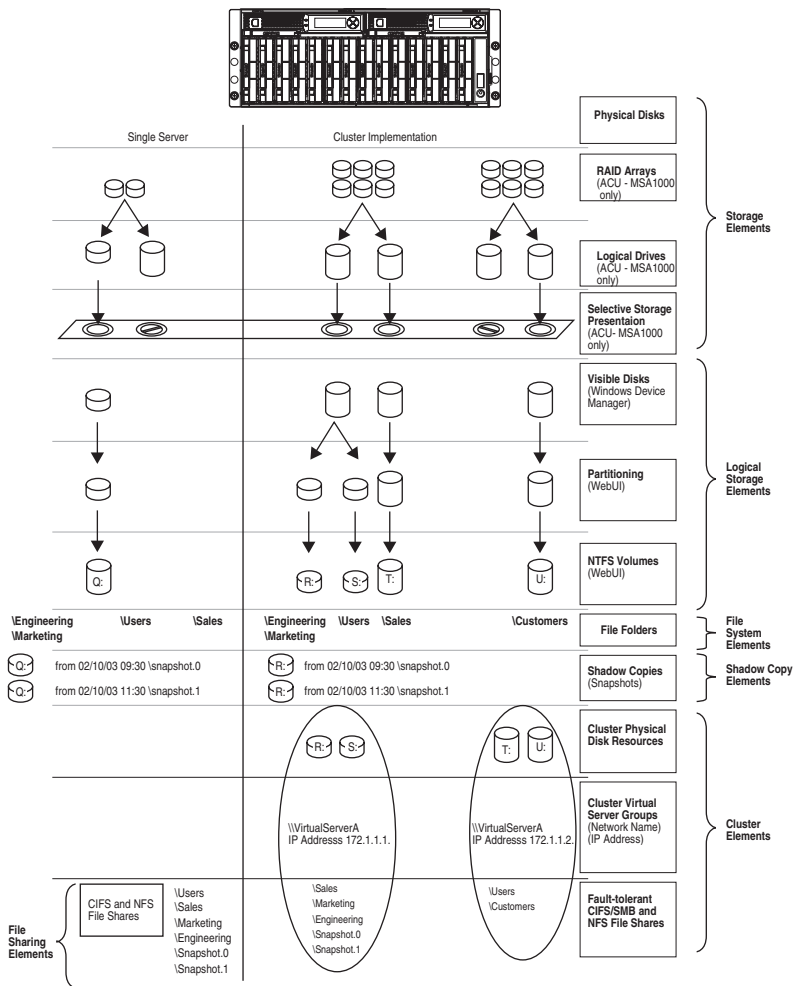 Single Server
Cluster Implementation
Physical Disks
RAID Arrays
(ACU - MSA1000
only)
Storage
Elements
Logical Drives
(ACU - MSA1000
only)
Selective Storage
Presentaion
(ACU- MSA1000
only)
Visible Disks
(Windows Device
Manager)
Partitioning
(WebUI)
Logical
Storage
Elements
Q:
R:
S:
T:
U:
NTFS Volumes
(WebUI)
\Engineering
\Users
\Sales
\Marketing
\Engineering
\Users
\Sales
\Customers
\Marketing
File Folders
File
System
Elements
Q:
from 02/10/03 09:30 \snapshot.0
R:
from 02/10/03 09:30 \snapshot.0
Q:
from 02/10/03 11:30 \snapshot.1
R:
from 02/10/03 11:30 \snapshot.1
Shadow Copies
(Snapshots)
Shadow Copy
Elements
R:
S:
T:
U:
Cluster Physical
Disk Resources
\\VirtualServerA
IP Addresss 172.1.1.1.
\\VirtualServerA
IP Addresss 172.1.1.2.
Cluster Virtual
Server Groups
(Network Name)
(IP Address)
Cluster
Elements
File
Sharing
Elements
CIFS and NFS
File Shares
\Users
\Sales
\Marketing
\Engineering
\Snapshot.0
\Snapshot.1
\Sales
\Marketing
\Engineering
\Snapshot.0
\Snapshot.1
\Users
\Customers
Fault-tolerant
CIFS/SMB and
NFS File Shares